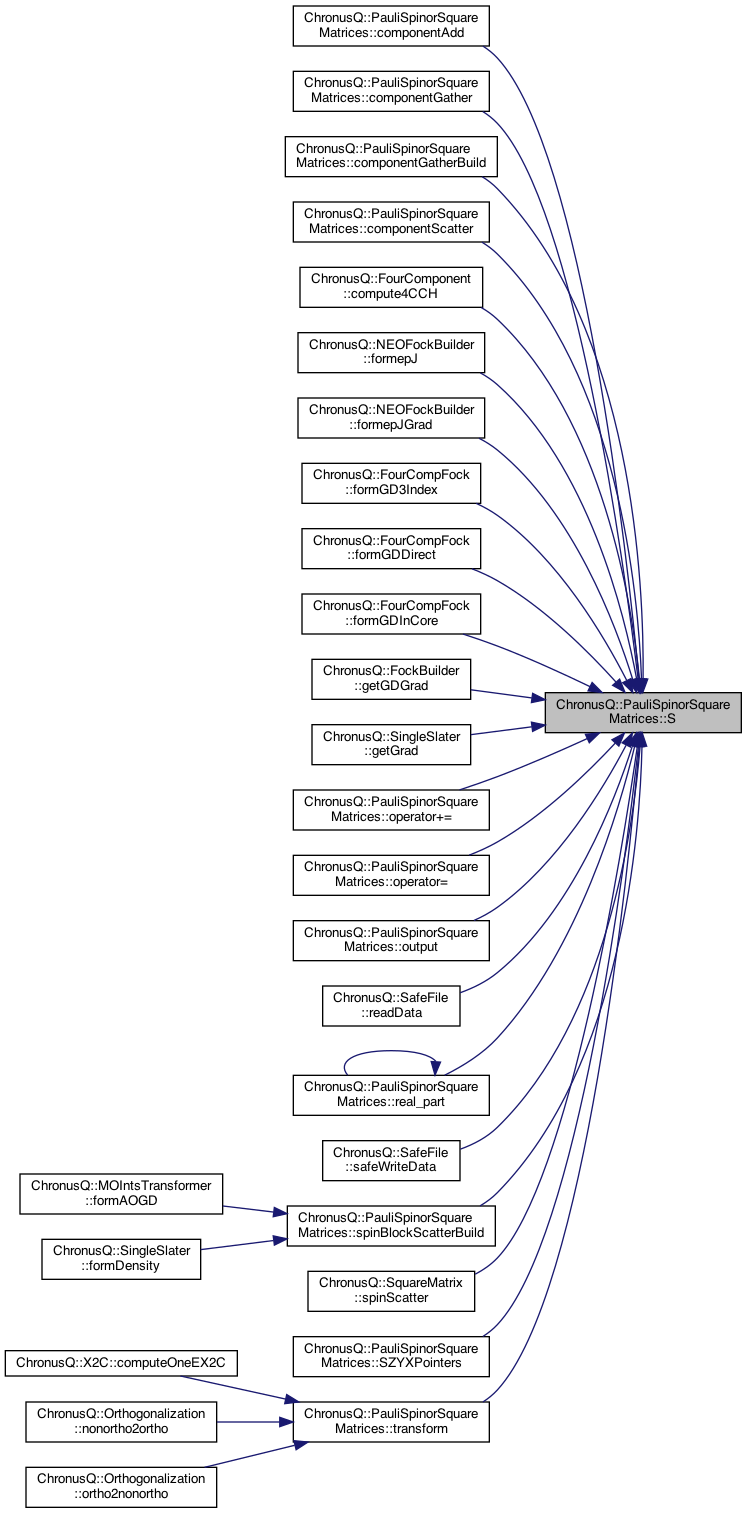 ChronusQ::PauliSpinorSquare
Matrices::componentAdd
ChronusQ::PauliSpinorSquare
Matrices::componentGather
ChronusQ::PauliSpinorSquare
Matrices::componentGatherBuild
ChronusQ::PauliSpinorSquare
Matrices::componentScatter
ChronusQ::FourComponent
::compute4CCH
ChronusQ::NEOFockBuilder
::formepJ
ChronusQ::NEOFockBuilder
::formepJGrad
ChronusQ::FourCompFock
::formGD3Index
ChronusQ::FourCompFock
::formGDDirect
ChronusQ::FourCompFock
::formGDInCore
ChronusQ::FockBuilder
::getGDGrad
ChronusQ::PauliSpinorSquare
Matrices::S
ChronusQ::SingleSlater
::getGrad
ChronusQ::PauliSpinorSquare
Matrices::operator+=
ChronusQ::PauliSpinorSquare
Matrices::operator=
ChronusQ::PauliSpinorSquare
Matrices::output
ChronusQ::SafeFile
::readData
ChronusQ::PauliSpinorSquare
Matrices::real_part
ChronusQ::SafeFile
::safeWriteData
ChronusQ::MOIntsTransformer
::formAOGD
ChronusQ::PauliSpinorSquare
Matrices::spinBlockScatterBuild
ChronusQ::SingleSlater
::formDensity
ChronusQ::SquareMatrix
::spinScatter
ChronusQ::PauliSpinorSquare
Matrices::SZYXPointers
ChronusQ::X2C::computeOneEX2C
ChronusQ::Orthogonalization
::nonortho2ortho
ChronusQ::PauliSpinorSquare
Matrices::transform
ChronusQ::Orthogonalization
::ortho2nonortho